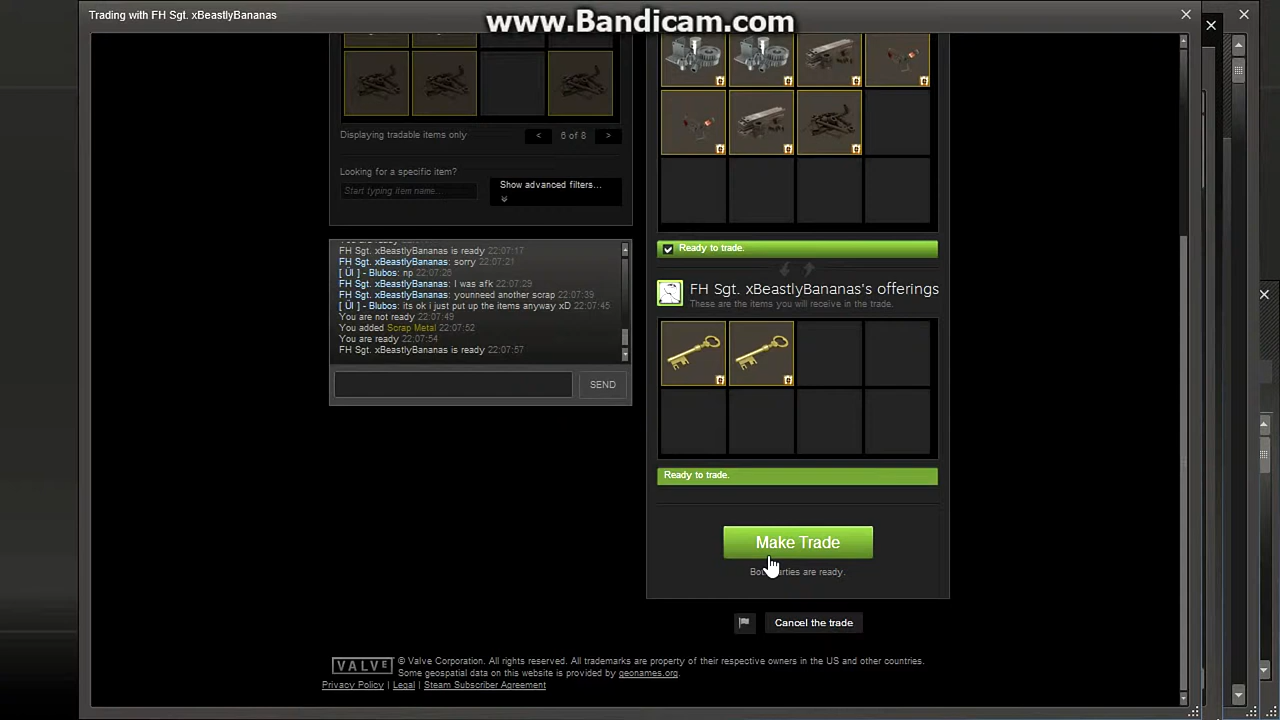 Trading with FH Sgt. xBeastlyBananas
www.Bandicam.com
Displaying tradable items only
<
6 of 8
>
Looking for a specific item?
Start typing item name...
Show advanced filters...
FH Sgt. xBeastlyBananas is ready 22:07:17
FH Sgt. xBeastlyBananas: sorry 22:07:21
[ ÜI ] - Blubos: np 22:07:26
FH Sgt. xBeastlyBananas: I was afk 22:07:29
FH Sgt. xBeastlyBananas: younneed another scrap 22:07:39
[ ÜI ] - Blubos: its ok i just put up the items anyway xD 22:07:45
You are not ready 22:07:49
You added Scrap Metal 22:07:52
You are ready 22:07:54
FH Sgt. xBeastlyBananas is ready 22:07:57
SEND
Ready to trade.
FH Sgt. xBeastlyBananas's offerings
These are the items you will receive in the trade.
Ready to trade.
Make Trade
parties are ready.
Cancel the trade
VALVE
© Valve Corporation. All rights reserved. All trademarks are property of their respective owners in the US and other countries.
Some geospatial data on this website is provided by geonames.org.
Privacy Policy | Legal | Steam Subscriber Agreement